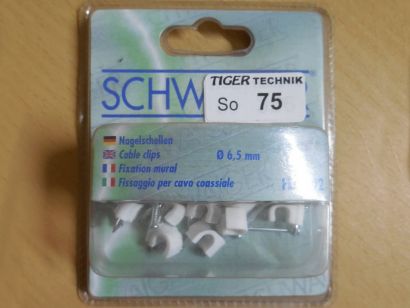 SCHW
TIGER TECHNIK
So 75
Nagelschellen
Cable clips
Ø 6,5 mm
Fixation mural
Fissaggio per cavo coassiale